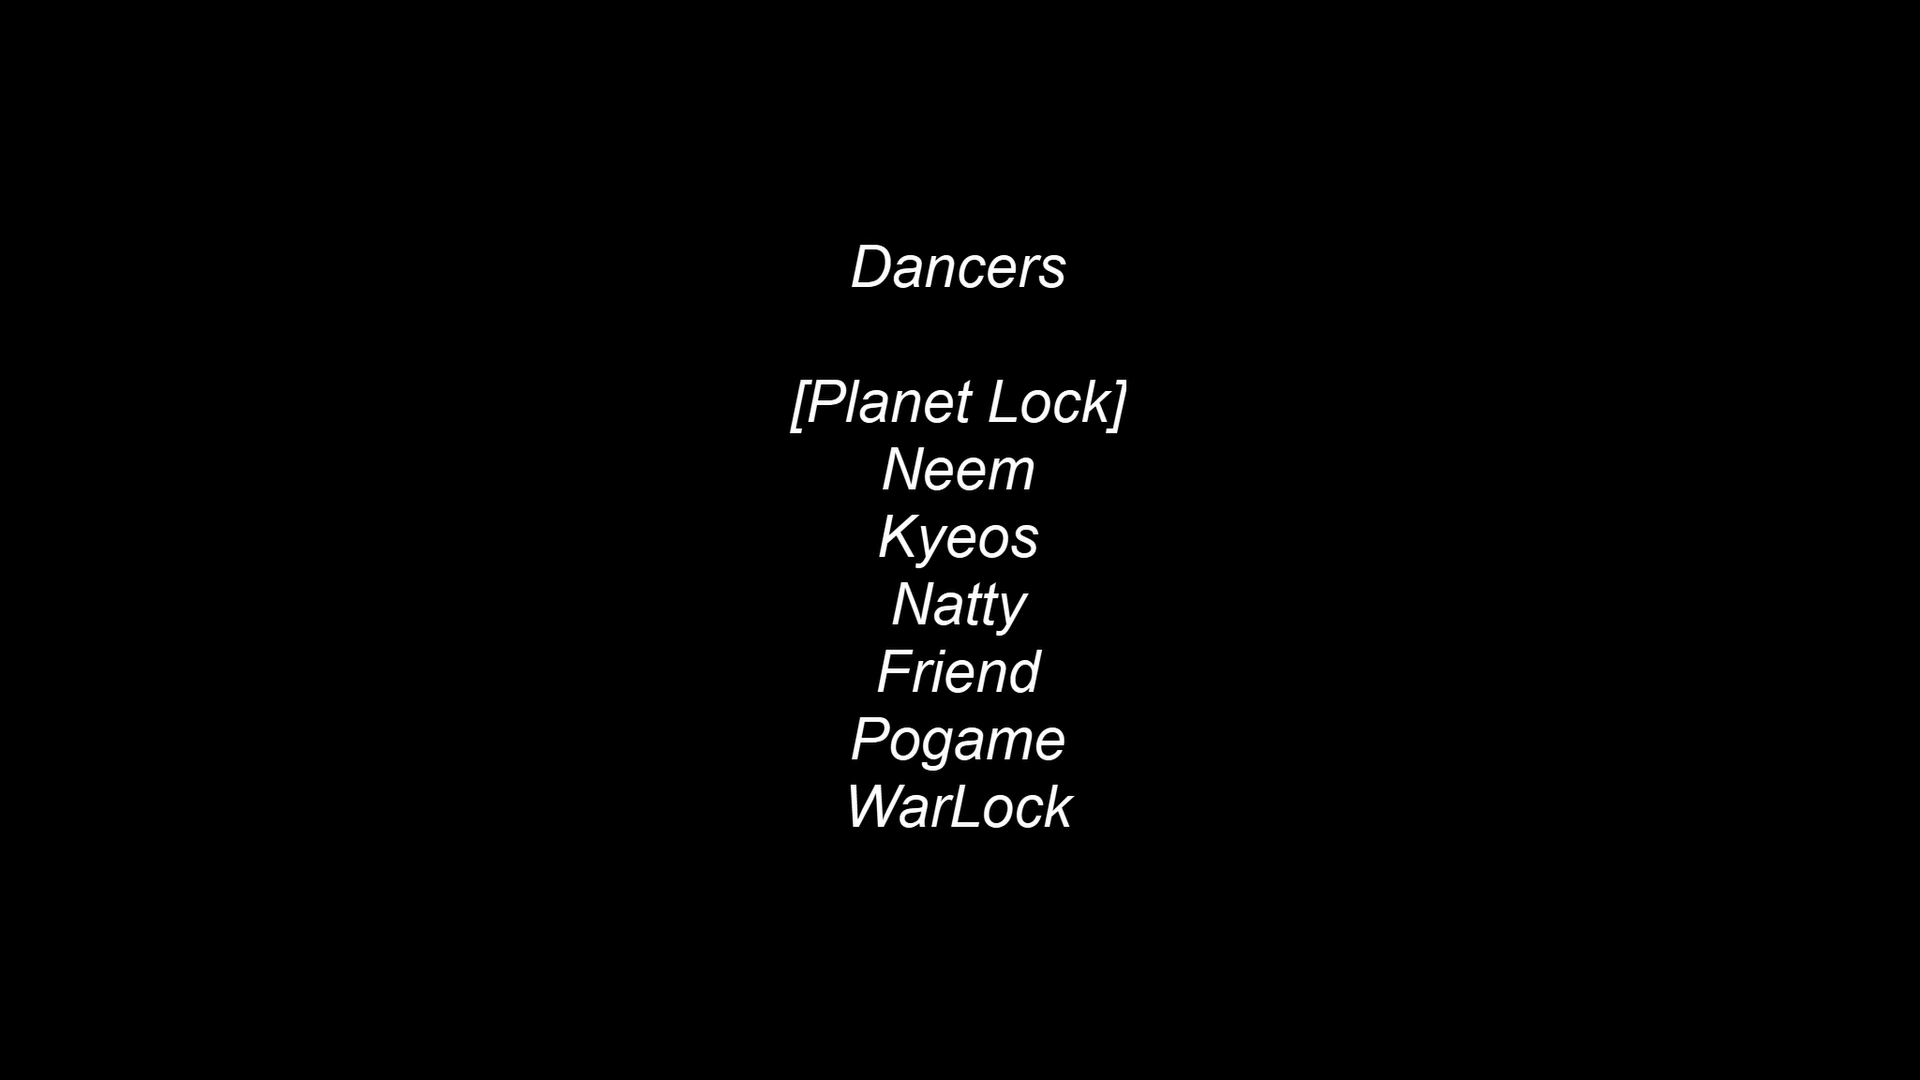 Dancers
[Planet Lock]
Neem
Kyeos
Natty
Friend
Pogame
WarLock